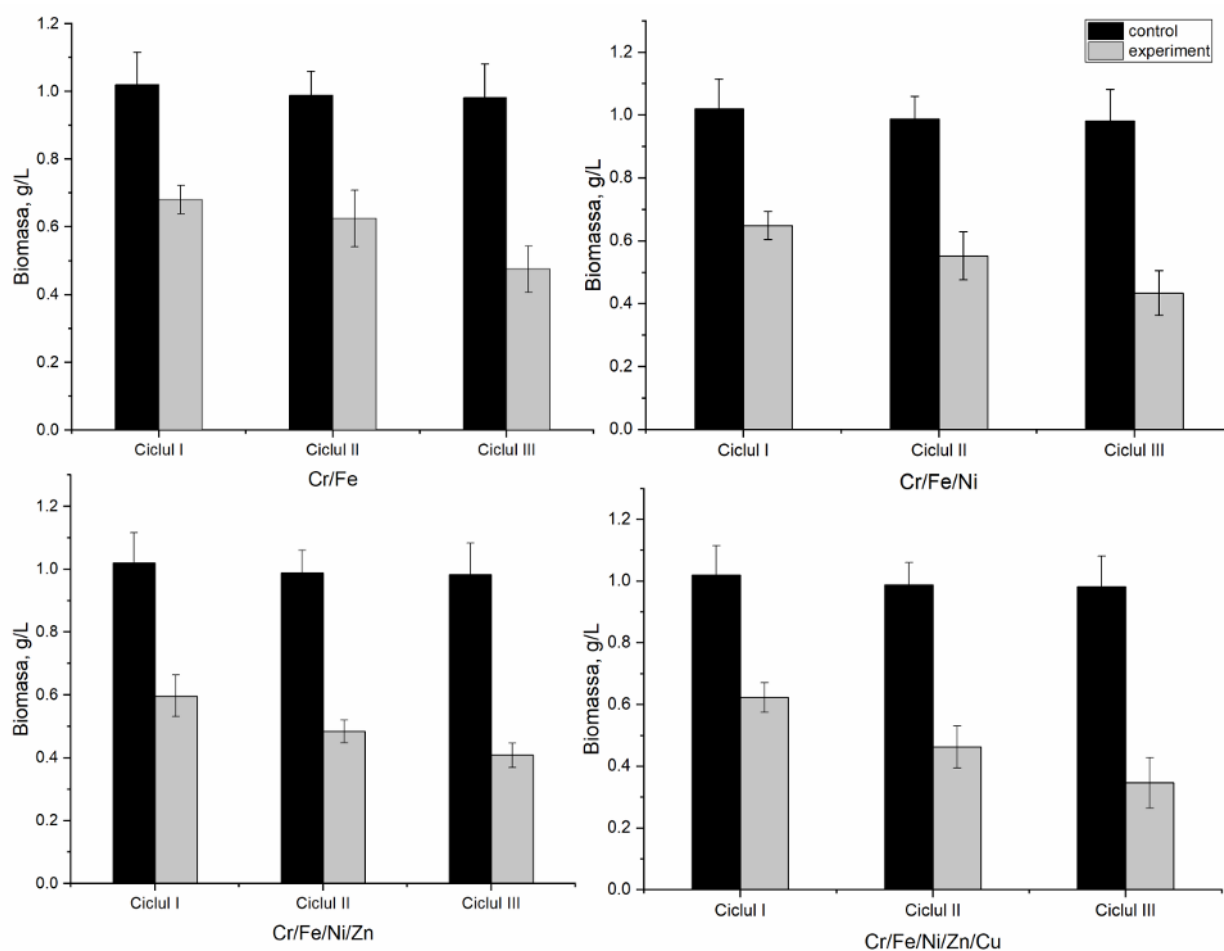 1.2
1.0
0.8
0.6
0.4
0.2
0.0
Biomasa, g/L
Ciclul I
Ciclul II
Ciclul III
Cr/Fe
control
experiment
1.2
1.0
0.8
0.6
0.4
0.2
0.0
Biomassa, g/L
Ciclul I
Ciclul II
Ciclul III
Cr/Fe/Ni
1.2
1.0
0.8
0.6
0.4
0.2
0.0
Biomasa, g/L
Ciclul I
Ciclul II
Ciclul III
Cr/Fe/Ni/Zn
1.2
1.0
0.8
0.6
0.4
0.2
0.0
Biomassa, g/L
Ciclul I
Ciclul II
Ciclul III
Cr/Fe/Ni/Zn/Cu